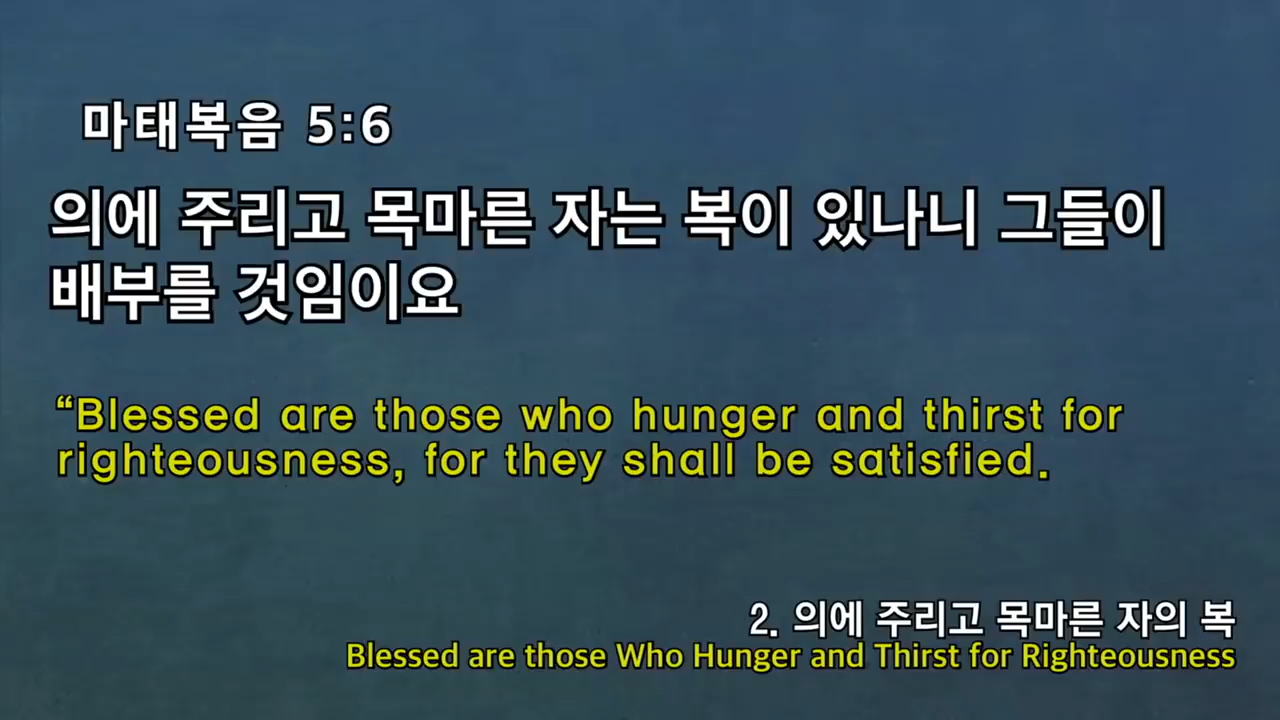 마태복음 5:6
의에 주리고 목마른 자는 복이 있나니 그들이
배부를 것임이요
“Blessed are those who hunger and thirst for
righteousness, for they shall be satisfied.
2. 의에 주리고 목마른 자의 복
Blessed are those Who Hunger and Thirst for Righteousness